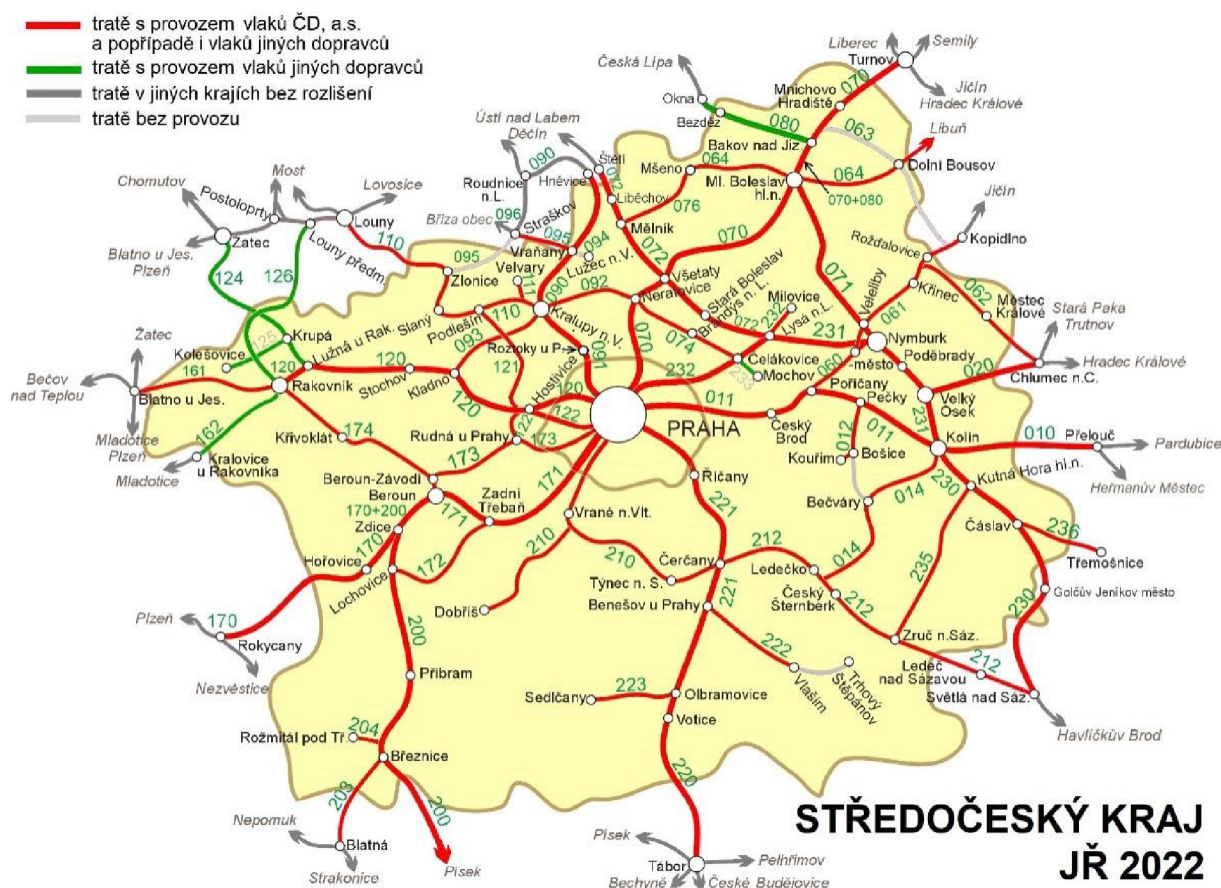 tratě s provozem vlaků ČD, a.s.
a popřípadě i vlaků jiných dopravců
tratě s provozem vlaků jiných dopravců
tratě v jiných krajích bez rozlišení
tratě bez provozu
Liberec
Semily
Turnov
Jičín
Hradec Králové
Česká Lípa
Mnichovo
Hradiště
070
Okna
Bezděz
080
063
Bakov nad Jiz.
Libuň
Ústí nad Labem
Děčín
Štětí
090
Hněvice
072
Mšeno
064
064
Dolní Bousov
Ml. Boleslav
hl.n.
070+080
Jičín
Most
Chomutov
Postoloprty
Lovosice
Louny
Roudnice
n.L.
Liběchov
076
Bříza obec
096
Straškov
Mělník
Kopidlno
Žatec
Louny předm.
110
095
095
Vraňany
094
070
Rožďalovice
Blatno u Jes.
Plzeň
124
126
Zlonice
Velvary
Lužec n.V.
072
Všetaty
071
111
090
092
Neratovice
Stará Boleslav
Brandýs n. L.
Milovice
Veleliby
Křinec
062
Městec
Králové
Stará Paka
Trutnov
Slaný
Podlešín
110
Kralupy n.V.
070
072
232
Lysá n.L.
231
061
Žatec
Krupá
125
Kolešovice
161
Lužná u Rak.
093
Roztoky u P.
091
074
Nymburk
Poděbrady
Hradec Králové
120
120
121
Hostivice
Čelákovice
060
-město
020
Chlumec n.C.
Bečov
nad Teplou
Rakovník
Stochov
Kladno
120
232
Mochov
233
Poříčany
Pečky
Velký
Osek
Blatno u Jes.
120
122
011
231
Mladotice
Plzeň
162
174
Křivoklát
Rudná u Prahy
122
173
PRAHA
Český
Brod
012
011
Kolín
010
Přelouč
Pardubice
Mladotice
Kralovice
u Rakovníka
173
Kouřim
Bošice
230
Kutná Hora hl.n.
Heřmanův Městec
Beroun-Závodí
Beroun
Zadní
Třebaň
171
Říčany
Bečváry
014
170+200
171
Vrané n.Vlt.
221
Čáslav
236
Zdice
Hořovice
170
172
210
210
Čerčany
212
Ledečko
014
235
Třemošnice
Lochovice
Týnec n. S.
Český
Šternberk
Golčův Jeníkov město
Dobříš
Benešov u Prahy
221
212
230
Plzeň
170
Rokycany
200
222
Zruč n.Sáz.
Nezvěstice
Příbram
Vlašim
Trhový
Štěpánov
Ledeč
nad Sázavou
212
Sedlčany
223
Olbramovice
Světlá nad Sáz.
Votice
Rožmitál pod Tř.
204
Havlíčkův Brod
Březnice
220
203
200
Nepomuk
Blatná
Písek
Strakonice
Písek
Tábor
Pelhřimov
Bechyně
České Budějovice
STŘEDOČESKÝ KRAJ
JŘ 2022